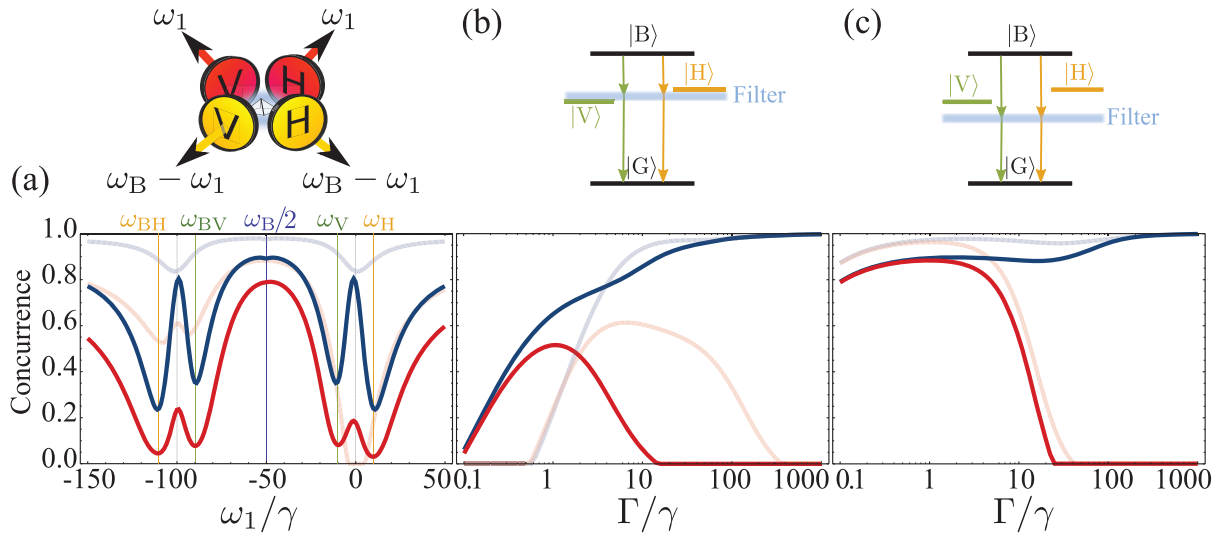 ω1 ω1
V H
V H
ωB − ω1 ωB − ω1
(a)
ωBH ωBV ωB/2 ωV ωH
Concurrence
1.0
0.8
0.6
0.4
0.2
0.0
-150 -100 -50 0 50
ω1/γ
(b)
|B⟩
|H⟩
Filter
|V⟩
|G⟩
0.1 1 10 100 1000
Γ/γ
(c)
|B⟩
|H⟩
|V⟩
Filter
|G⟩
0.1 1 10 100 1000
Γ/γ